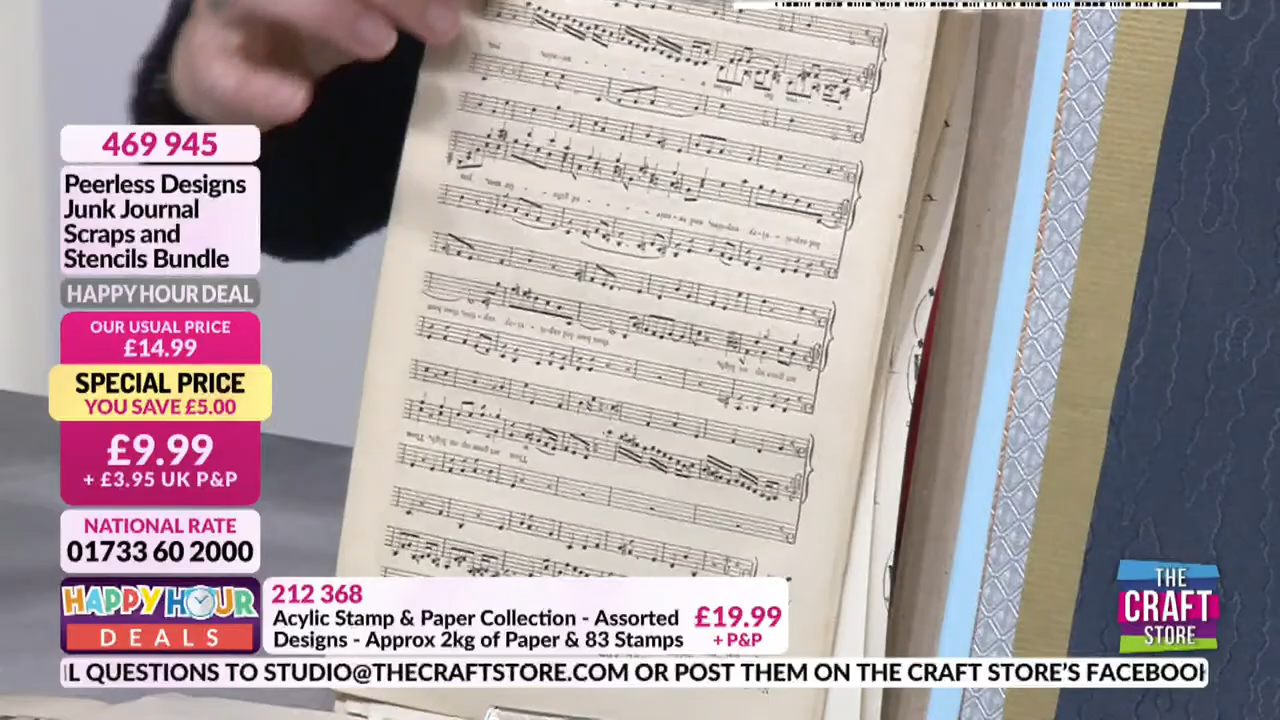 469 945
Peerless Designs
Junk Journal
Scraps and
Stencils Bundle
HAPPY HOUR DEAL
OUR USUAL PRICE
£14.99
SPECIAL PRICE
YOU SAVE £5.00
£9.99
+ £3.95 UK P&P
NATIONAL RATE
01733 60 2000
HAPPY HOUR
DEALS
212 368
Acylic Stamp & Paper Collection - Assorted
Designs - Approx 2kg of Paper & 83 Stamps
£19.99
+ P&P
THE
CRAFT
STORE
L QUESTIONS TO STUDIO@THECRAFTSTORE.COM OR POST THEM ON THE CRAFT STORE'S FACEBOOK